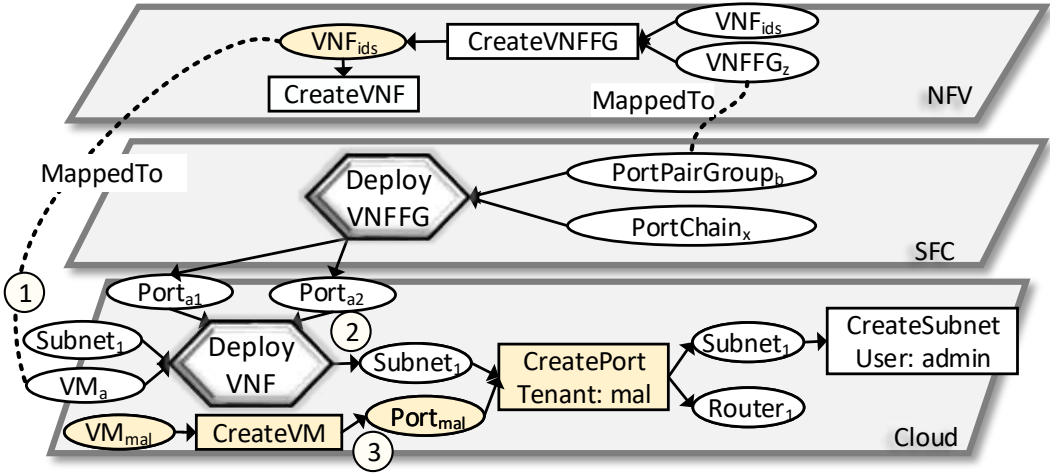 VNFids
CreateVNFFG
VNFids
VNFFGz
CreateVNF
MappedTo
NFV
MappedTo
Deploy
VNFFG
PortPairGroupb
PortChainx
SFC
1
Porta1
Porta2
2
Subnet1
VMa
Deploy
VNF
Subnet1
CreatePort
Tenant: mal
Subnet1
CreateSubnet
User: admin
Router1
VMmal
CreateVM
Portmal
3
Cloud